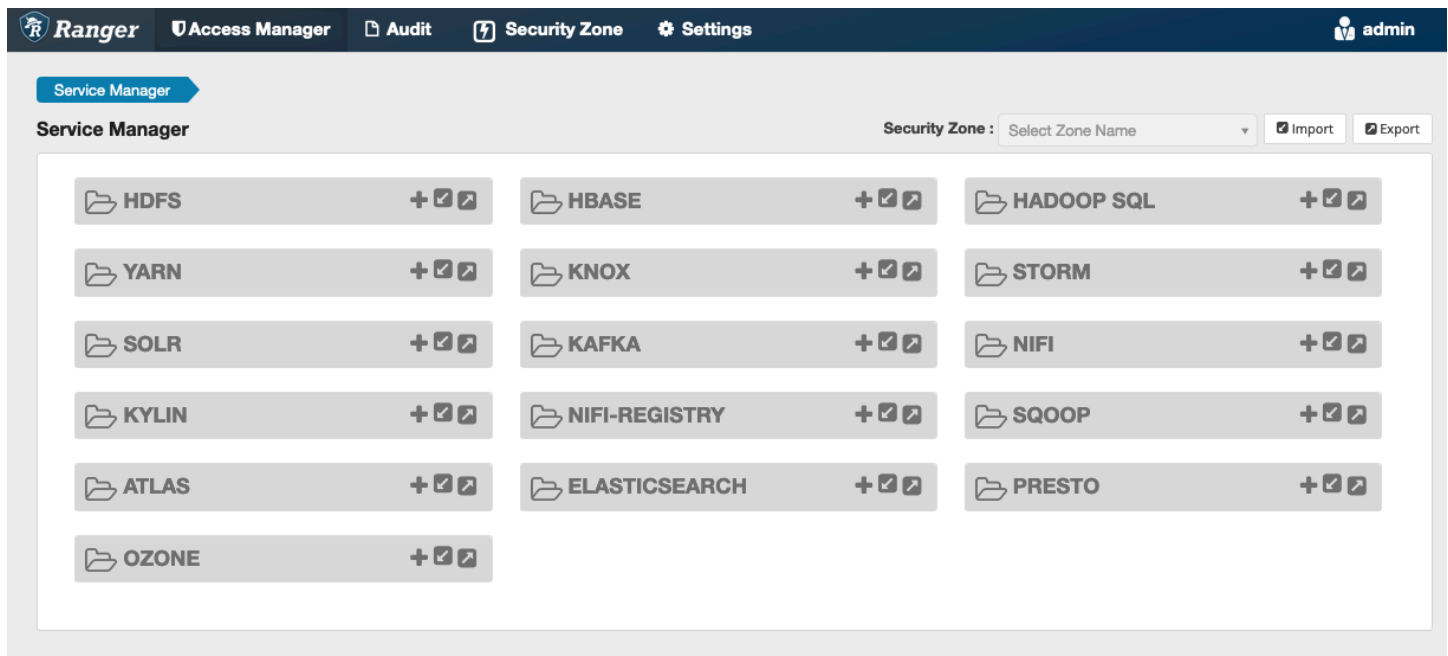 Ranger Access Manager Audit Security Zone Settings admin
Service Manager
Service Manager Security Zone : Select Zone Name Import Export
HDFS HBASE HADOOP SQL
YARN KNOX STORM
SOLR KAFKA NIFI
KYLIN NIFI-REGISTRY SQOOP
ATLAS ELASTICSEARCH PRESTO
OZONE